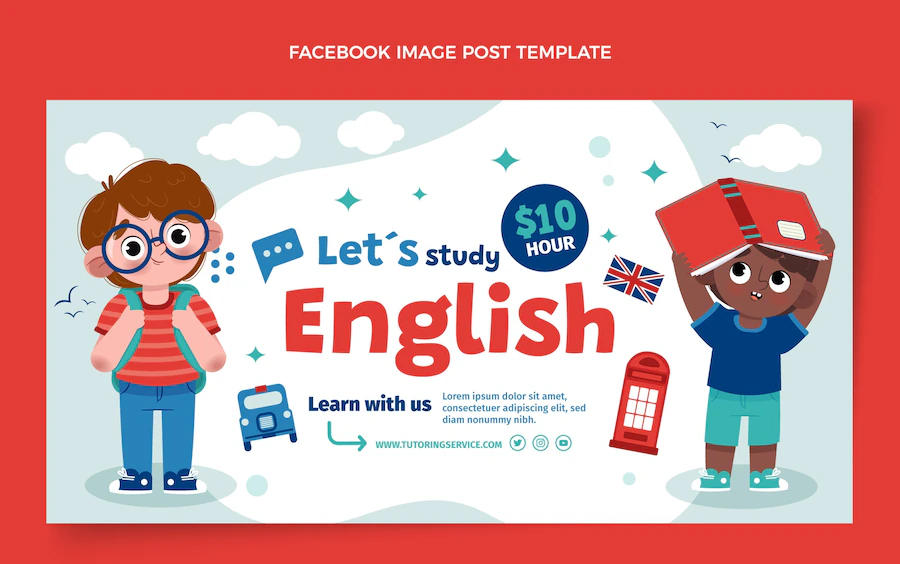 FACEBOOK IMAGE POST TEMPLATE
$10
HOUR
Let´s study
English
Learn with us
Lorem ipsum dolor sit amet,
consectetuer adipiscing elit, sed
diam nonummy nibh.
WWW.TUTORINGSERVICE.COM